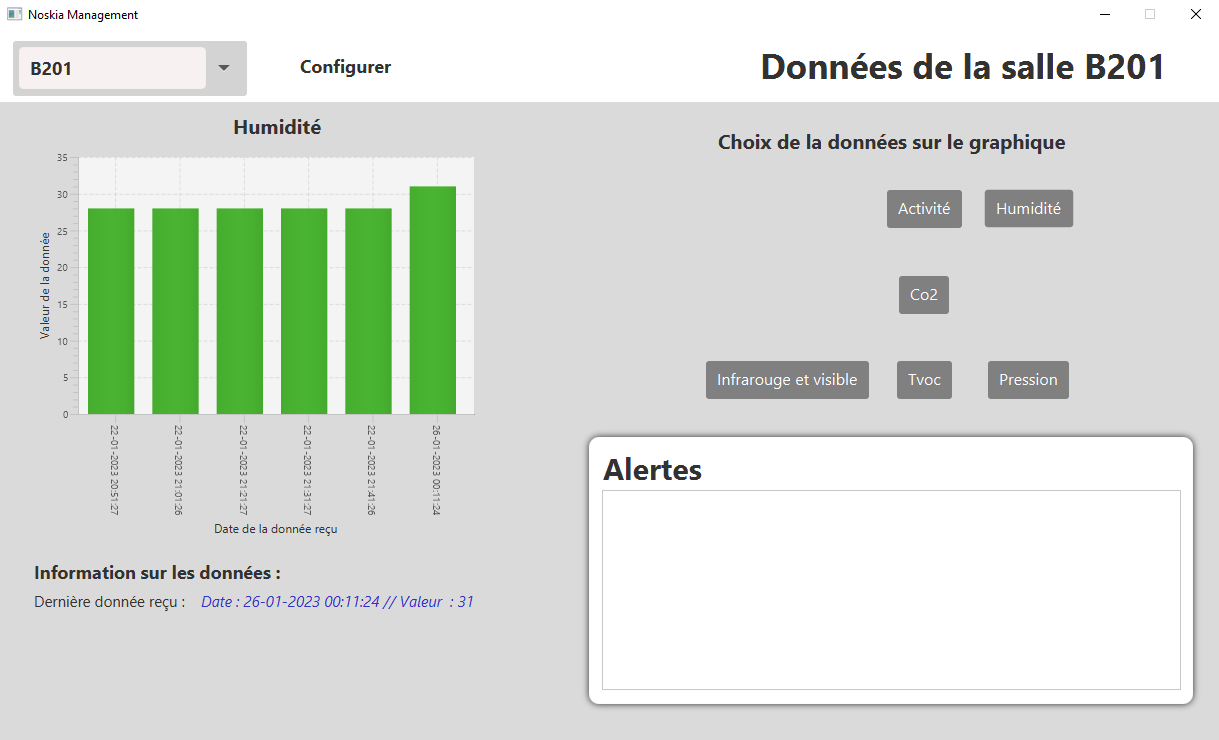 Noskia Management
B201
Configurer
Données de la salle B201
Humidité
35
30
25
20
15
10
5
0
Valeur de la donnée
22-01-2023 20:51:27
22-01-2023 21:01:26
22-01-2023 21:21:27
22-01-2023 21:31:27
22-01-2023 21:41:26
26-01-2023 00:11:24
Date de la donnée reçu
Information sur les données :
Dernière donnée reçu : Date : 26-01-2023 00:11:24 // Valeur : 31
Choix de la données sur le graphique
Activité Humidité
Co2
Infrarouge et visible Tvoc Pression
Alertes